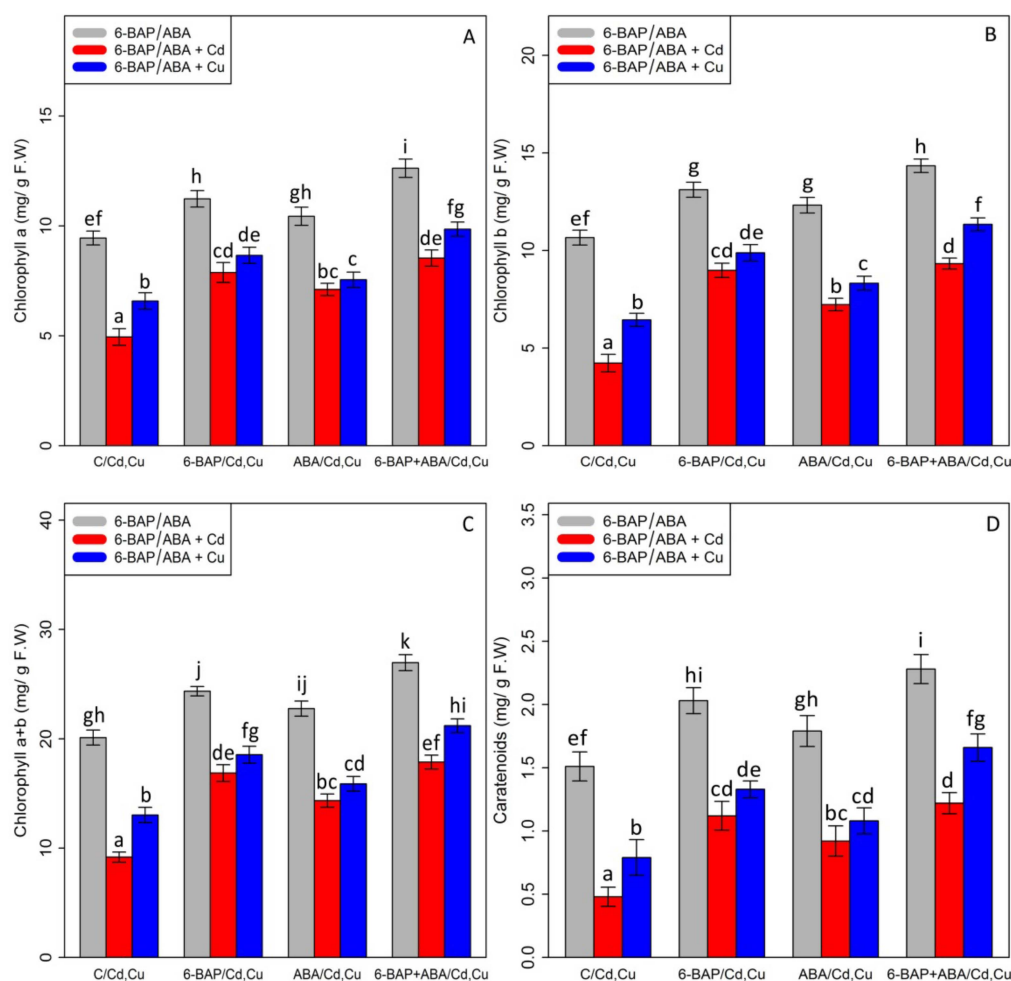 6-BAP/ABA
6-BAP/ABA + Cd
6-BAP/ABA + Cu
A
Chlorophyll a (mg/ g F.W)
15
10
5
0
ef
a
b
h
cd
de
gh
bc
c
i
de
fg
C/Cd,Cu
6-BAP/Cd,Cu
ABA/Cd,Cu
6-BAP+ABA/Cd,Cu
6-BAP/ABA
6-BAP/ABA + Cd
6-BAP/ABA + Cu
B
Chlorophyll b (mg/ g F.W)
20
15
10
5
0
ef
a
b
g
cd
de
g
b
c
h
d
f
C/Cd,Cu
6-BAP/Cd,Cu
ABA/Cd,Cu
6-BAP+ABA/Cd,Cu
6-BAP/ABA
6-BAP/ABA + Cd
6-BAP/ABA + Cu
C
Chlorophyll a+b (mg/ g F.W)
40
30
20
10
0
gh
a
b
j
de
fg
ij
bc
cd
k
ef
hi
C/Cd,Cu
6-BAP/Cd,Cu
ABA/Cd,Cu
6-BAP+ABA/Cd,Cu
6-BAP/ABA
6-BAP/ABA + Cd
6-BAP/ABA + Cu
D
Caratenoids (mg/ g F.W)
3.5
3.0
2.5
2.0
1.5
1.0
0.5
0.0
ef
a
b
hi
cd
de
gh
bc
cd
i
d
fg
C/Cd,Cu
6-BAP/Cd,Cu
ABA/Cd,Cu
6-BAP+ABA/Cd,Cu